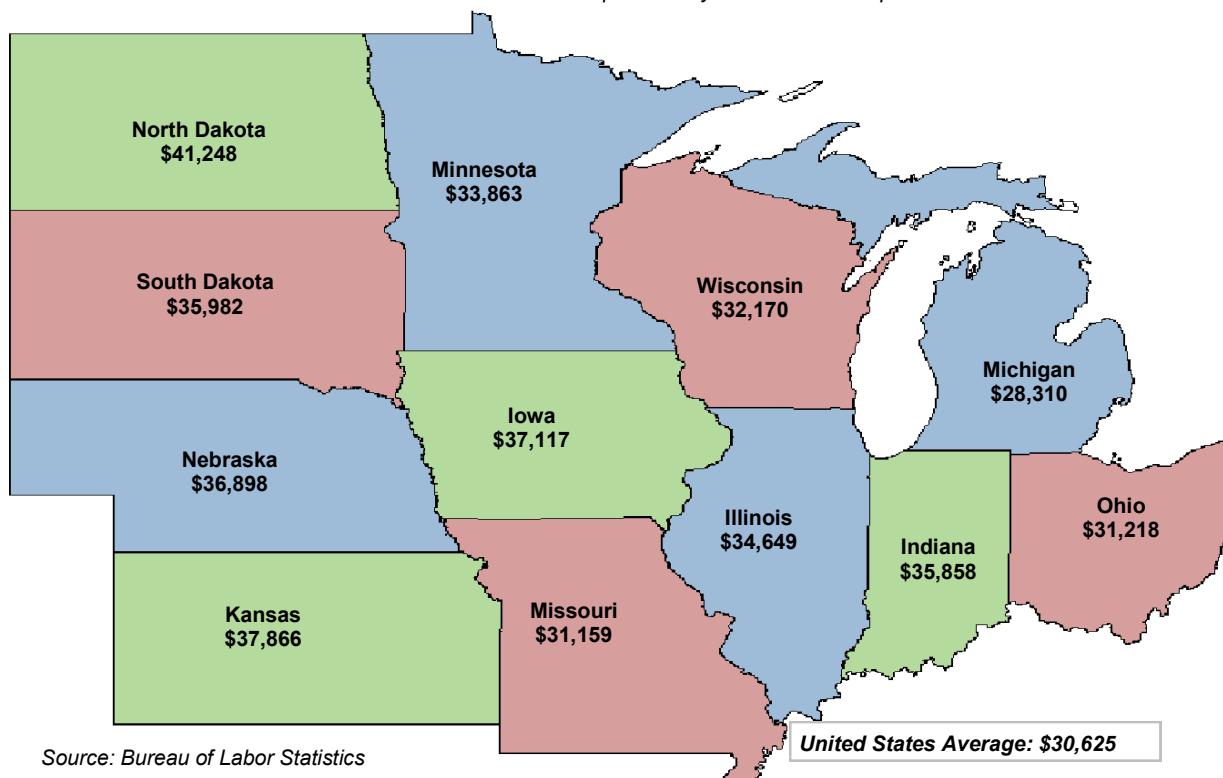 North Dakota
$41,248
Minnesota
$33,863
South Dakota
$35,982
Wisconsin
$32,170
Michigan
$28,310
Iowa
$37,117
Nebraska
$36,898
Illinois
$34,649
Ohio
$31,218
Indiana
$35,858
Kansas
$37,866
Missouri
$31,159
United States Average: $30,625
Source: Bureau of Labor Statistics